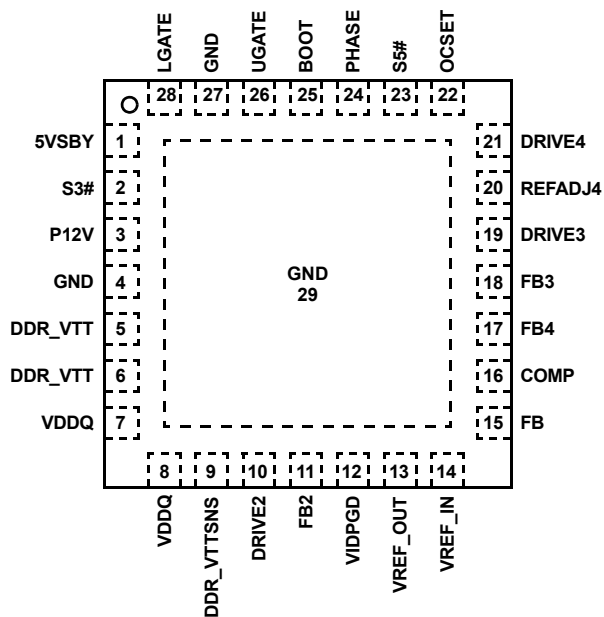 LGATE GND UGATE BOOT PHASE S5# OCSET
28 27 26 25 24 23 22
5VSBY 1 21 DRIVE4
S3# 2 20 REFADJ4
P12V 3 19 DRIVE3
GND 4 GND 18 FB3
29
DDR_VTT 5 17 FB4
DDR_VTT 6 16 COMP
VDDQ 7 15 FB
8 9 10 11 12 13 14
VDDQ DDR_VTTSNS DRIVE2 FB2 VIDPGD VREF_OUT VREF_IN